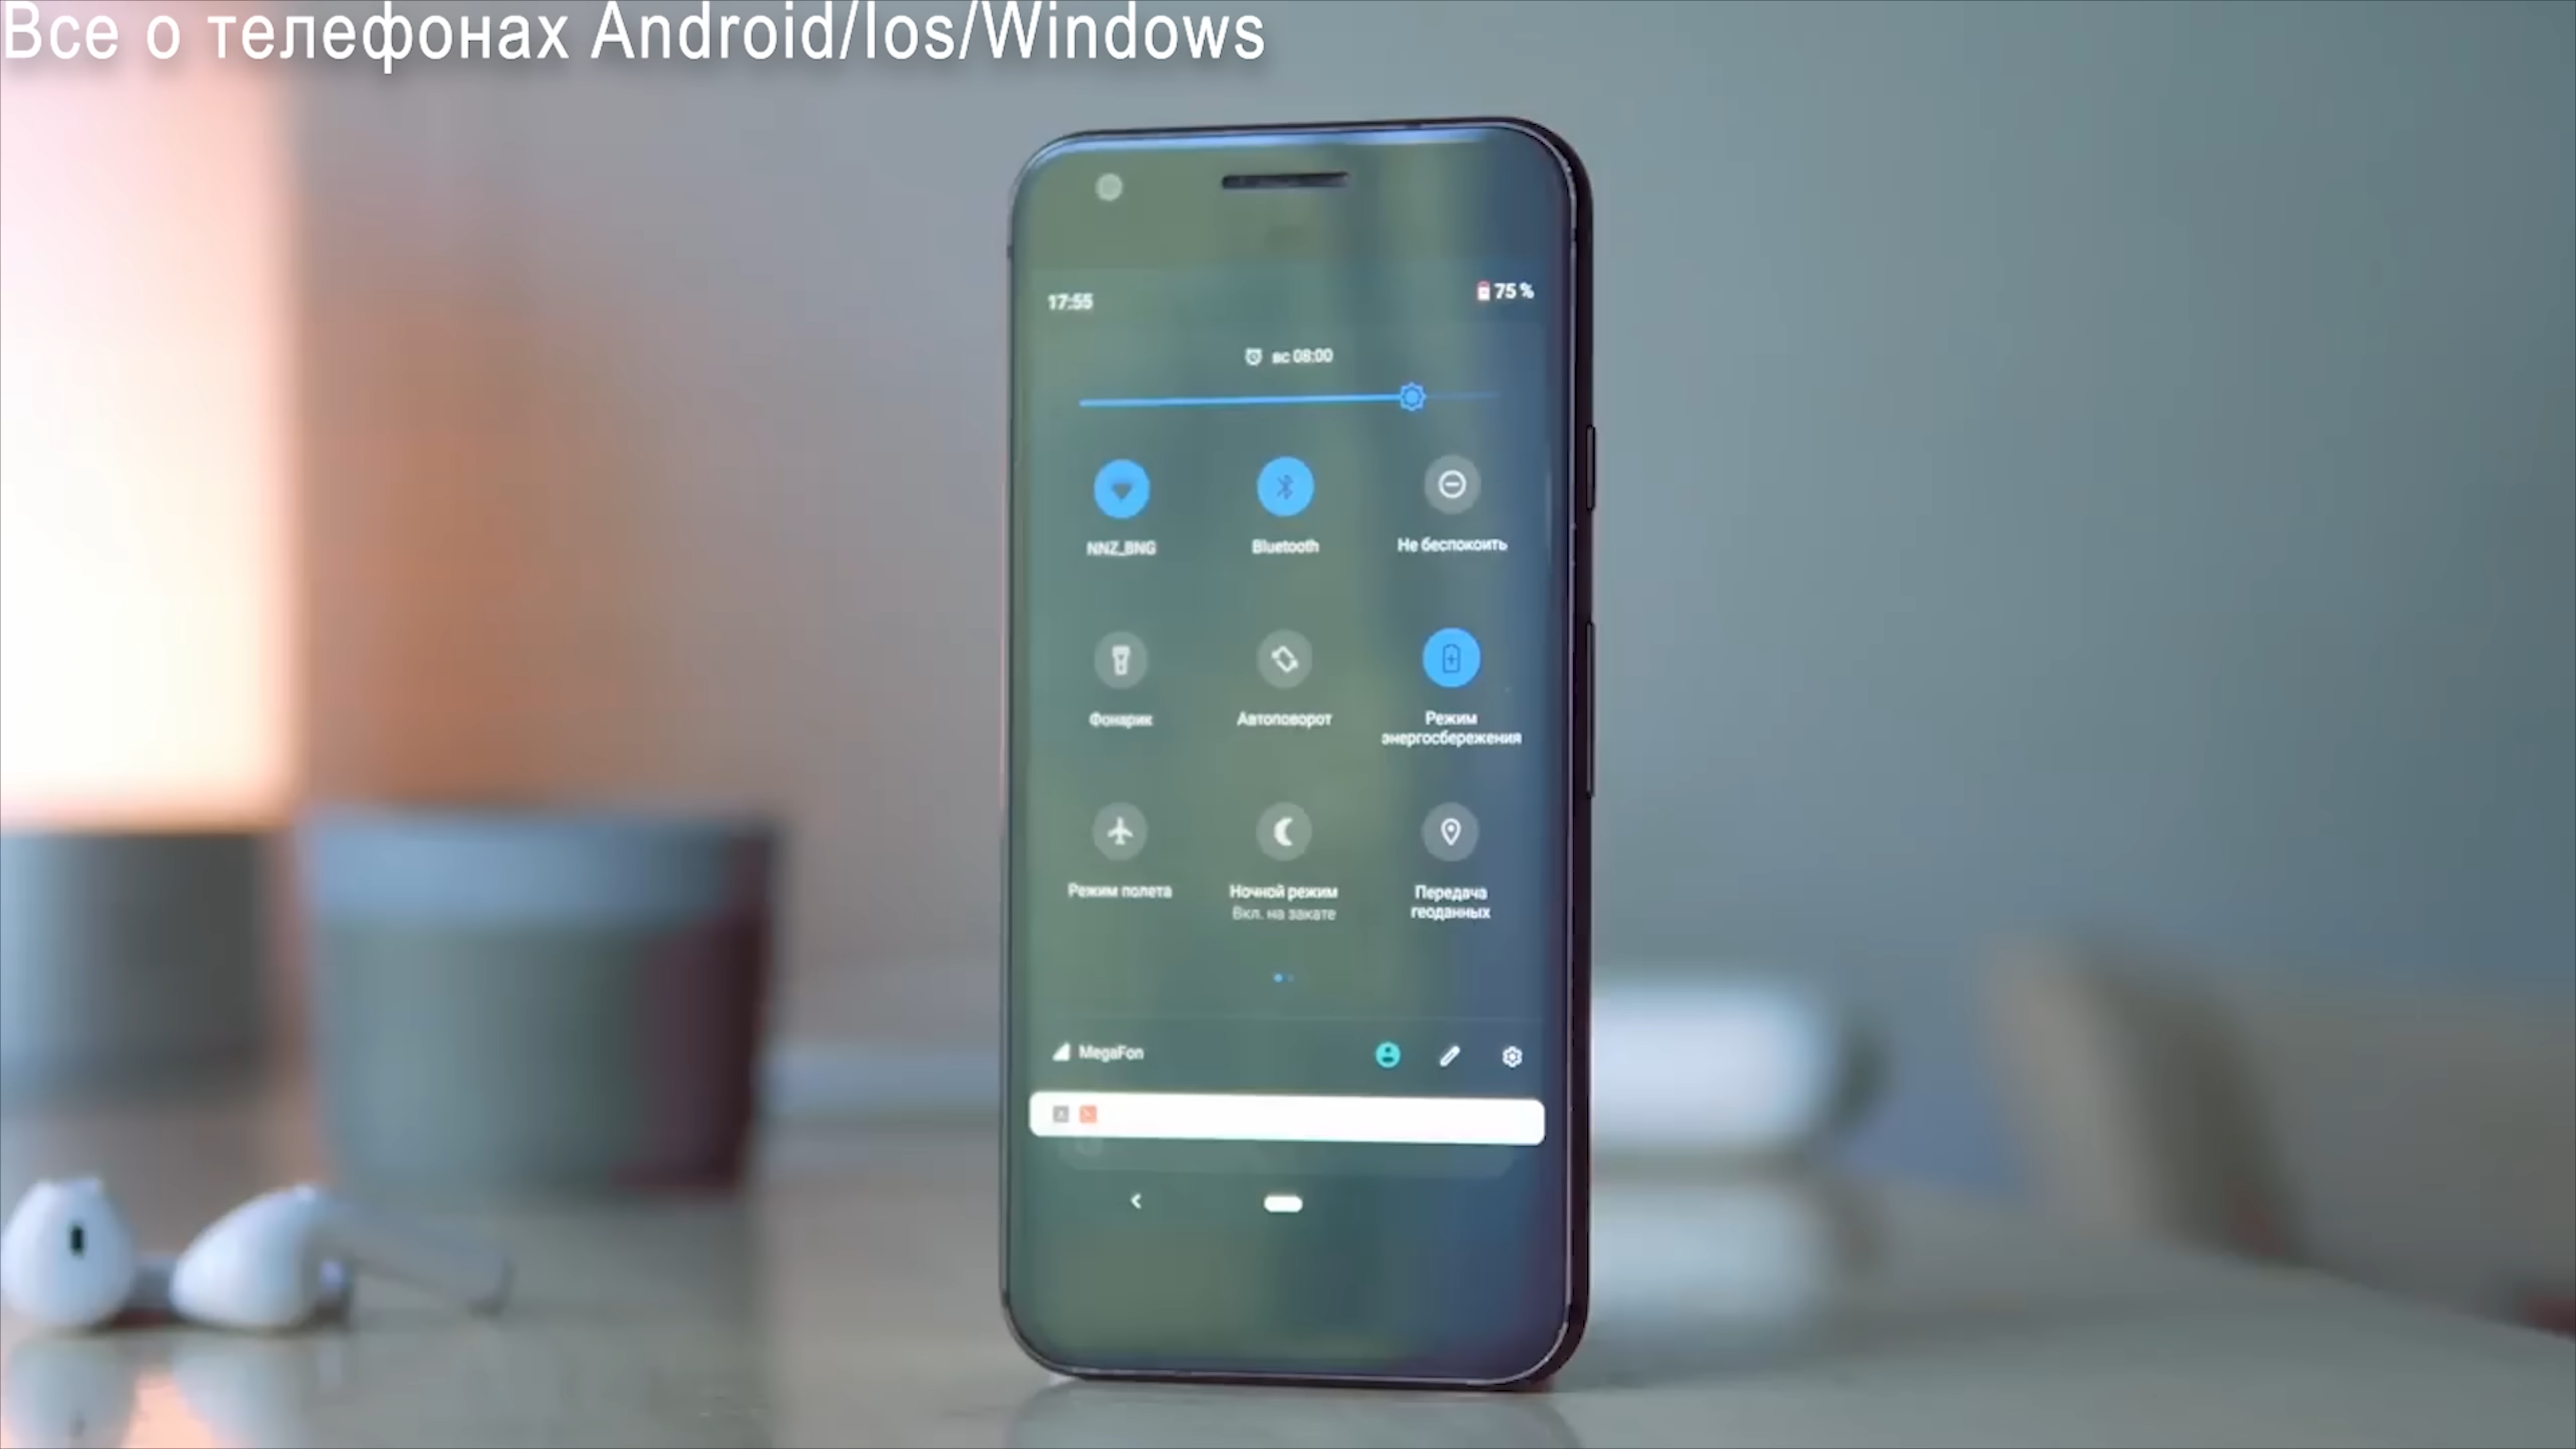 Все о телефонах Android/Ios/Windows
17:55
75 %
вс 08:00
NNZ_BNG
Bluetooth
Не беспокоить
Фонарик
Автоповорот
Режим
энергосбережения
Режим полета
Ночной режим
Вкл. на закате
Передача
геоданных
MegaFon